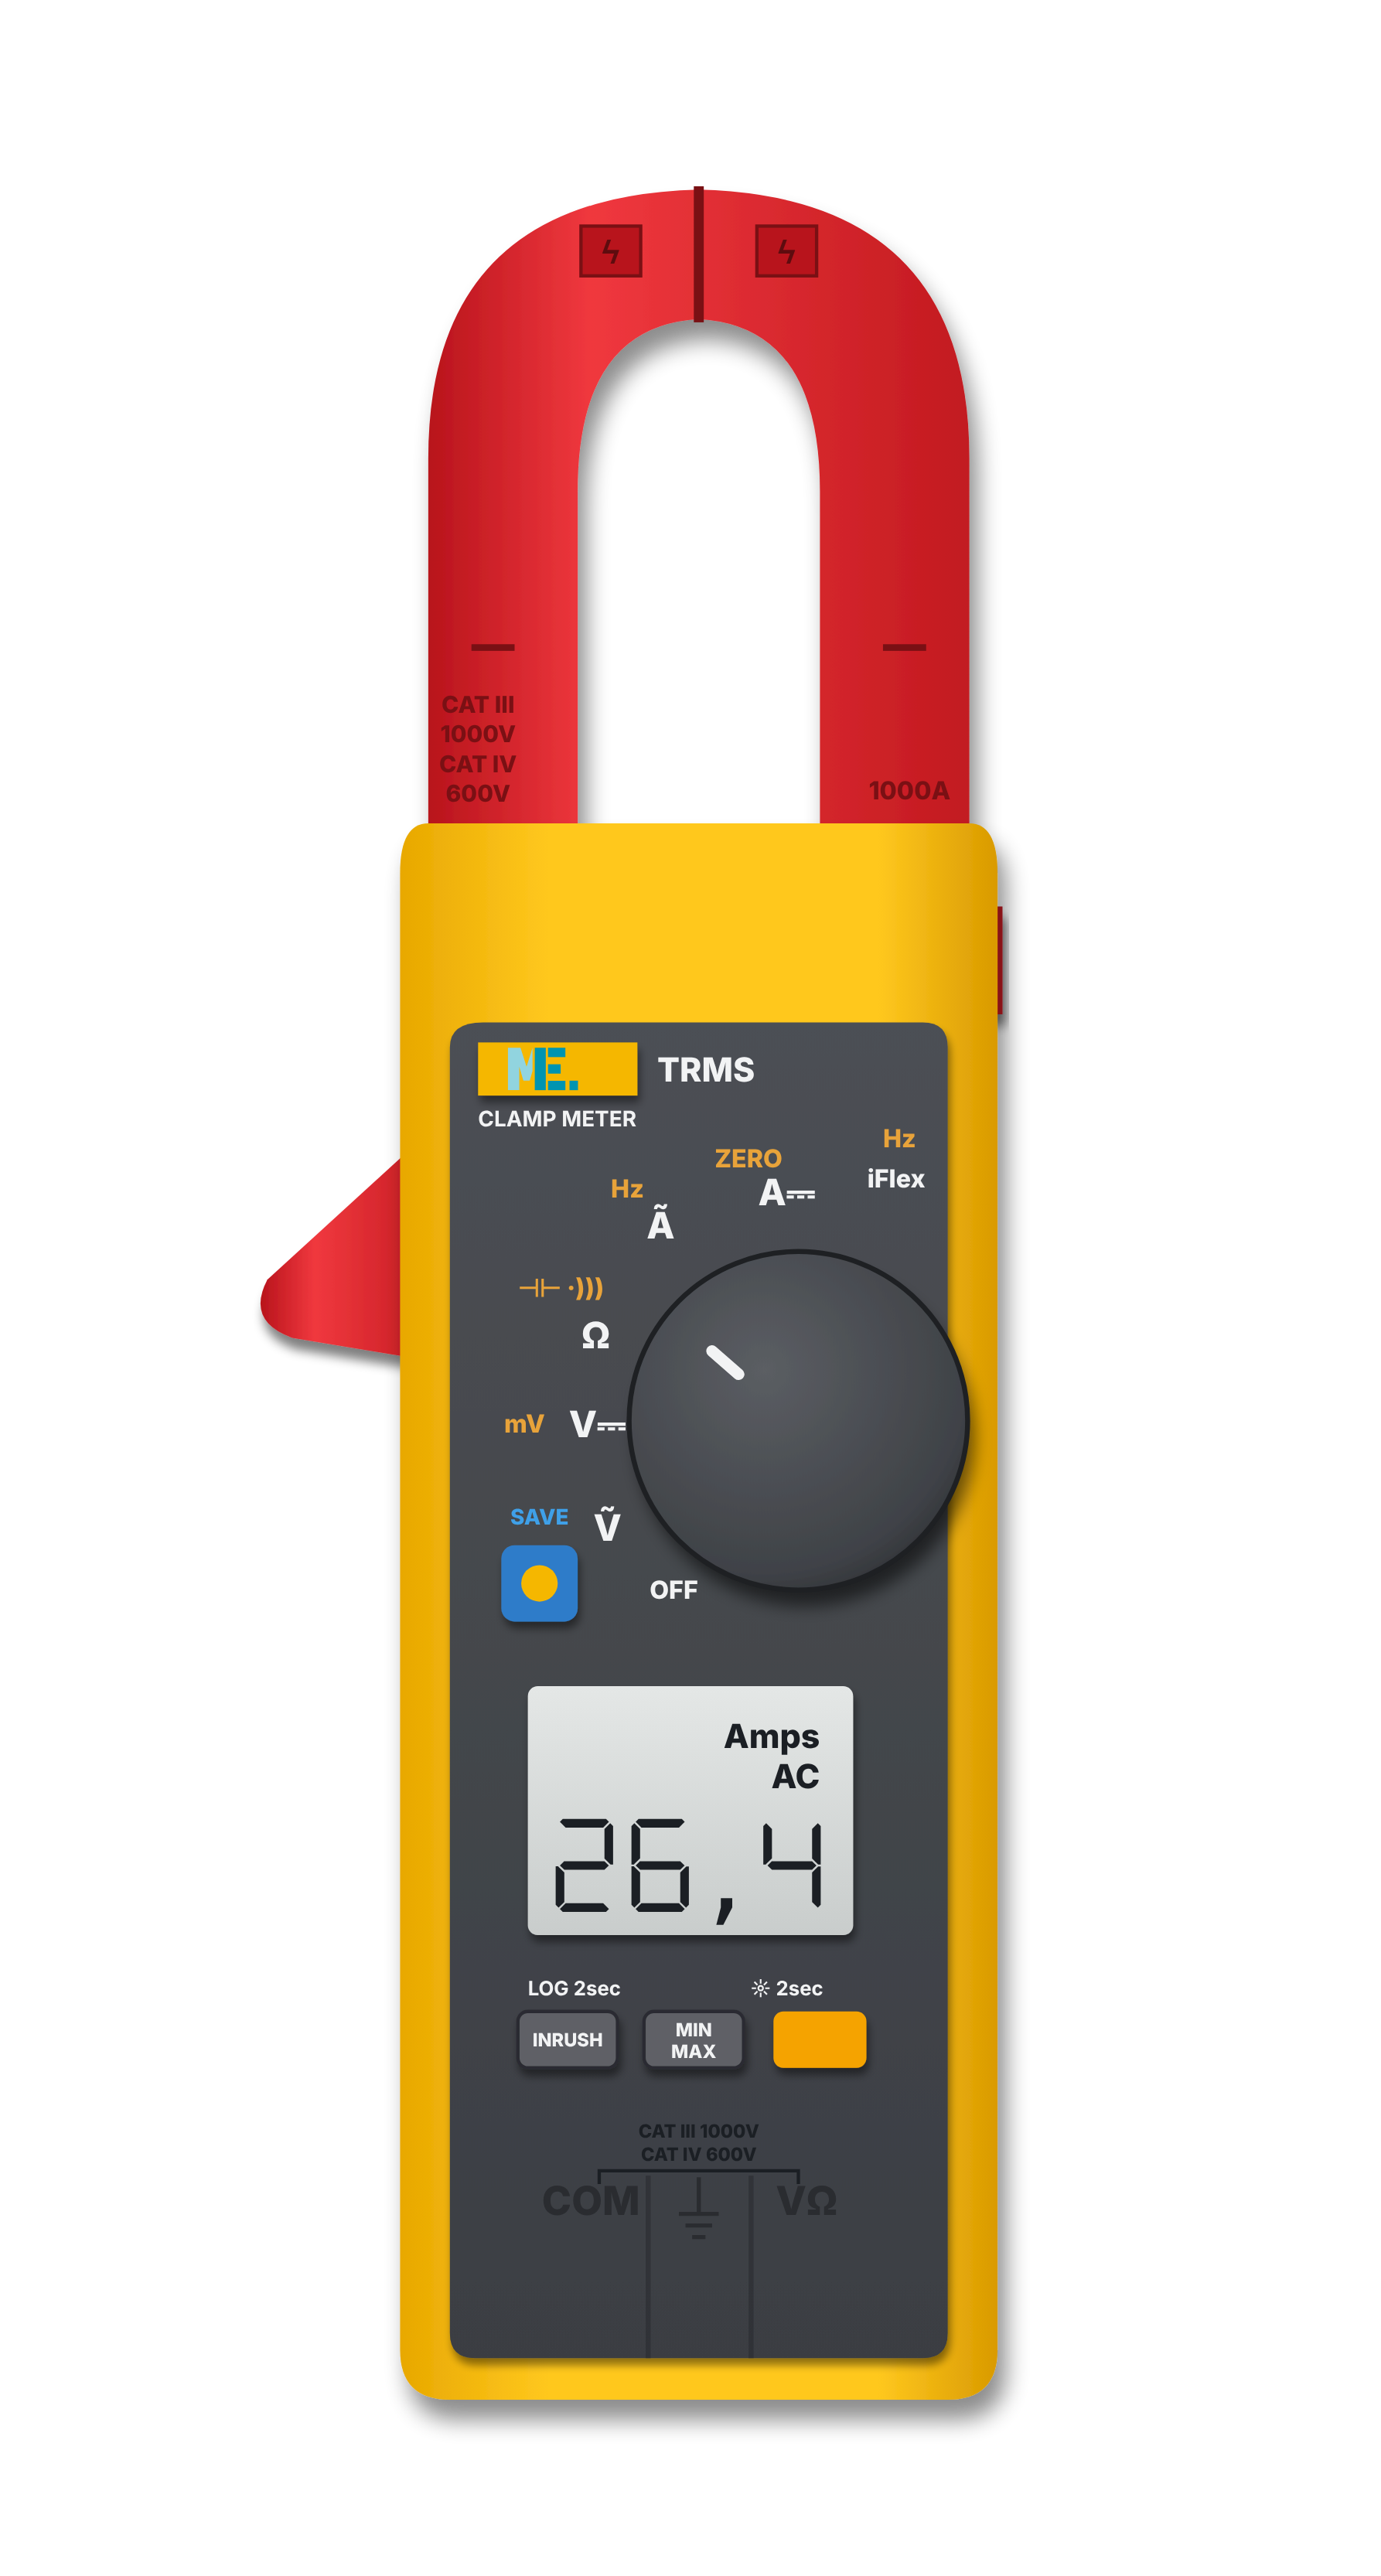 CAT III
1000V
CAT IV
600V
1000A
ME.
TRMS
CLAMP METER
Hz
iFlex
ZERO
A⎓
Hz
Ã
⊣⊢ ·)))
Ω
mV V⎓
SAVE Ṽ
OFF
Amps
AC
26,4
LOG 2sec
☼ 2sec
INRUSH
MIN
MAX
CAT III 1000V
CAT IV 600V
COM
VΩ